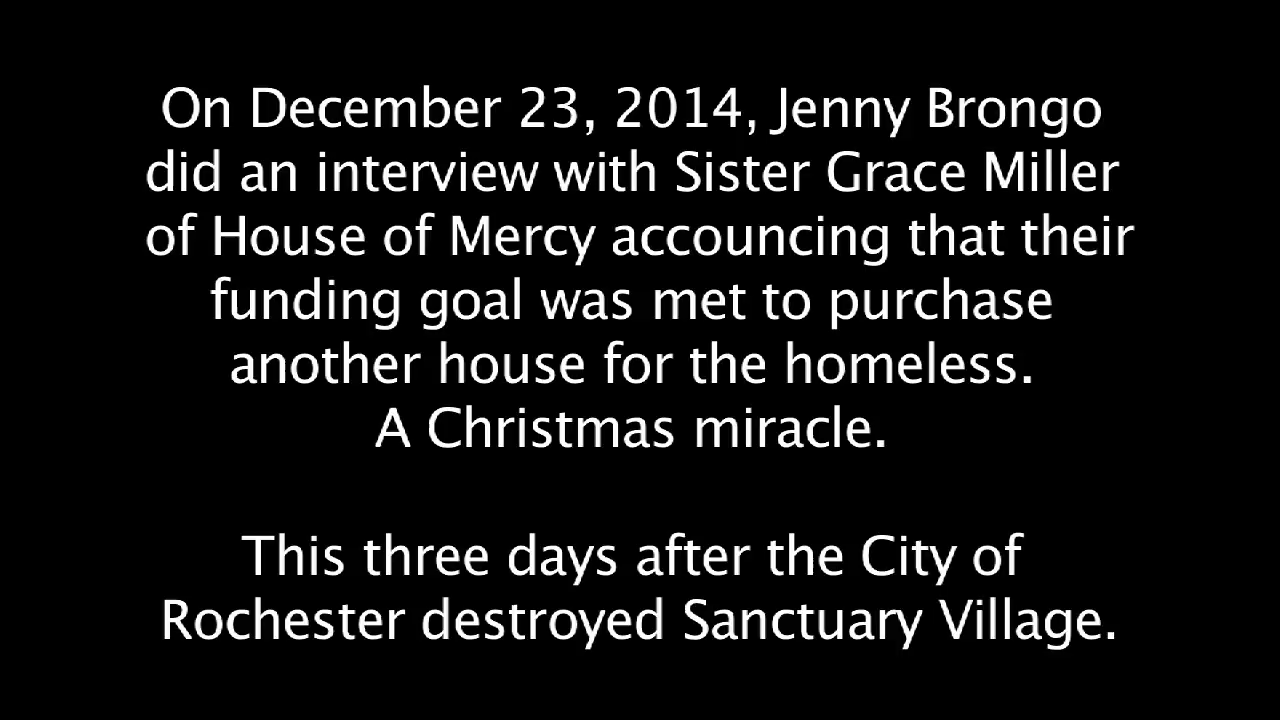 On December 23, 2014, Jenny Brongo
did an interview with Sister Grace Miller
of House of Mercy accouncing that their
funding goal was met to purchase
another house for the homeless.
A Christmas miracle.
This three days after the City of
Rochester destroyed Sanctuary Village.